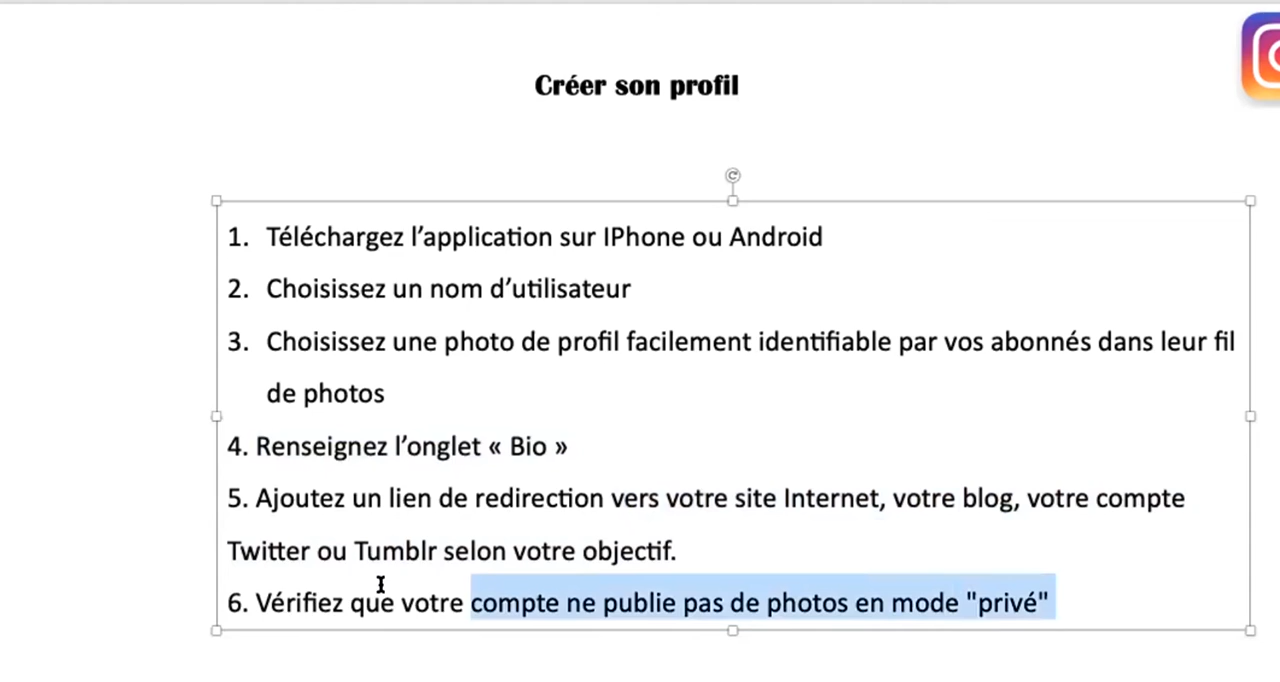 Créer son profil
1. Téléchargez l’application sur IPhone ou Android
2. Choisissez un nom d’utilisateur
3. Choisissez une photo de profil facilement identifiable par vos abonnés dans leur fil
de photos
4. Renseignez l’onglet « Bio »
5. Ajoutez un lien de redirection vers votre site Internet, votre blog, votre compte
Twitter ou Tumblr selon votre objectif.
6. Vérifiez que votre compte ne publie pas de photos en mode "privé"